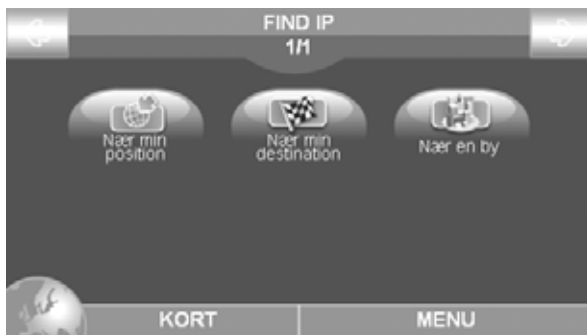 FIND IP
1/1
Nær min
position
Nær min
destination
Nær en by
KORT
MENU